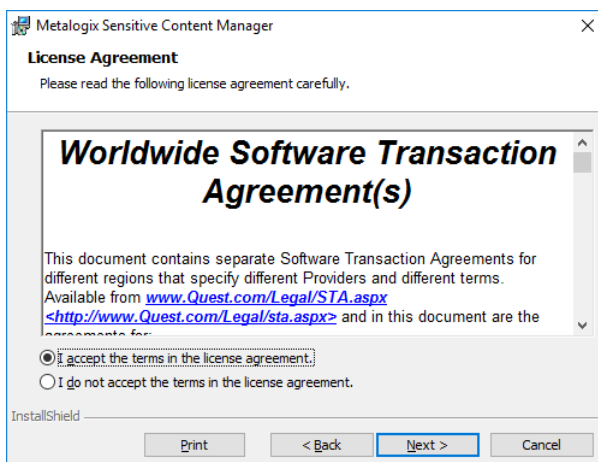 Metalogix Sensitive Content Manager
License Agreement
Please read the following license agreement carefully.
Worldwide Software Transaction
Agreement(s)
This document contains separate Software Transaction Agreements for
different regions that specify different Providers and different terms.
Available from www.Quest.com/Legal/STA.aspx
<http://www.Quest.com/Legal/sta.aspx> and in this document are the
agreements for:
I accept the terms in the license agreement.
I do not accept the terms in the license agreement.
InstallShield
Print
< Back
Next >
Cancel